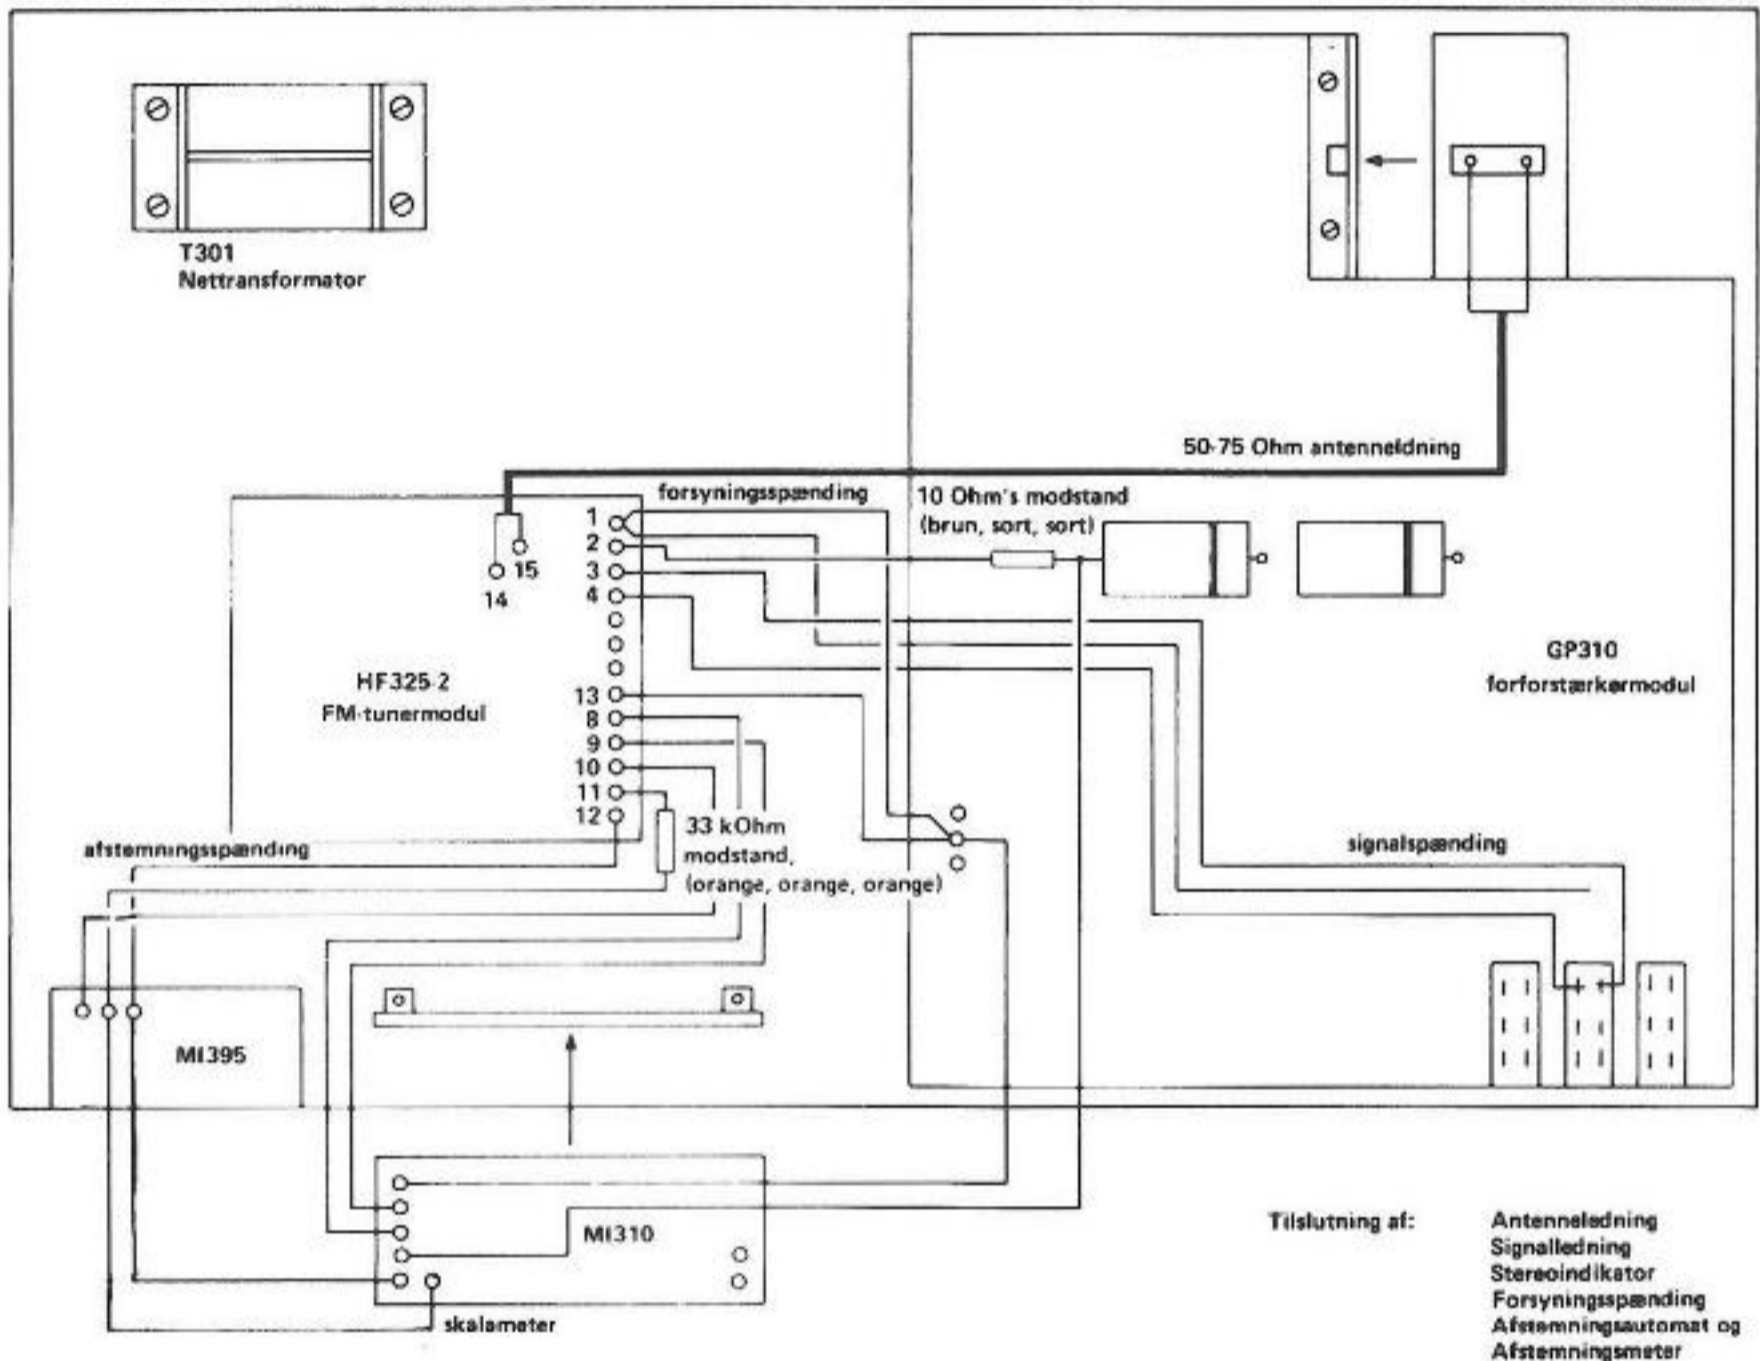 T301
Nettransformator
50-75 Ohm antenneldning
forsyningsspænding
10 Ohm's modstand
(brun, sort, sort)
1
2
3
4
15
14
HF325-2
FM-tunermodul
GP310
forforstærkermodul
13
8
9
10
11
12
33 kOhm
modstand,
(orange, orange, orange)
afstemningsspænding
signalspænding
MI395
MI310
skalameter
Tilslutning af:
Antenneledning
Signalledning
Stereoindikator
Forsyningsspænding
Afstemningsautomat og
Afstemningsmeter